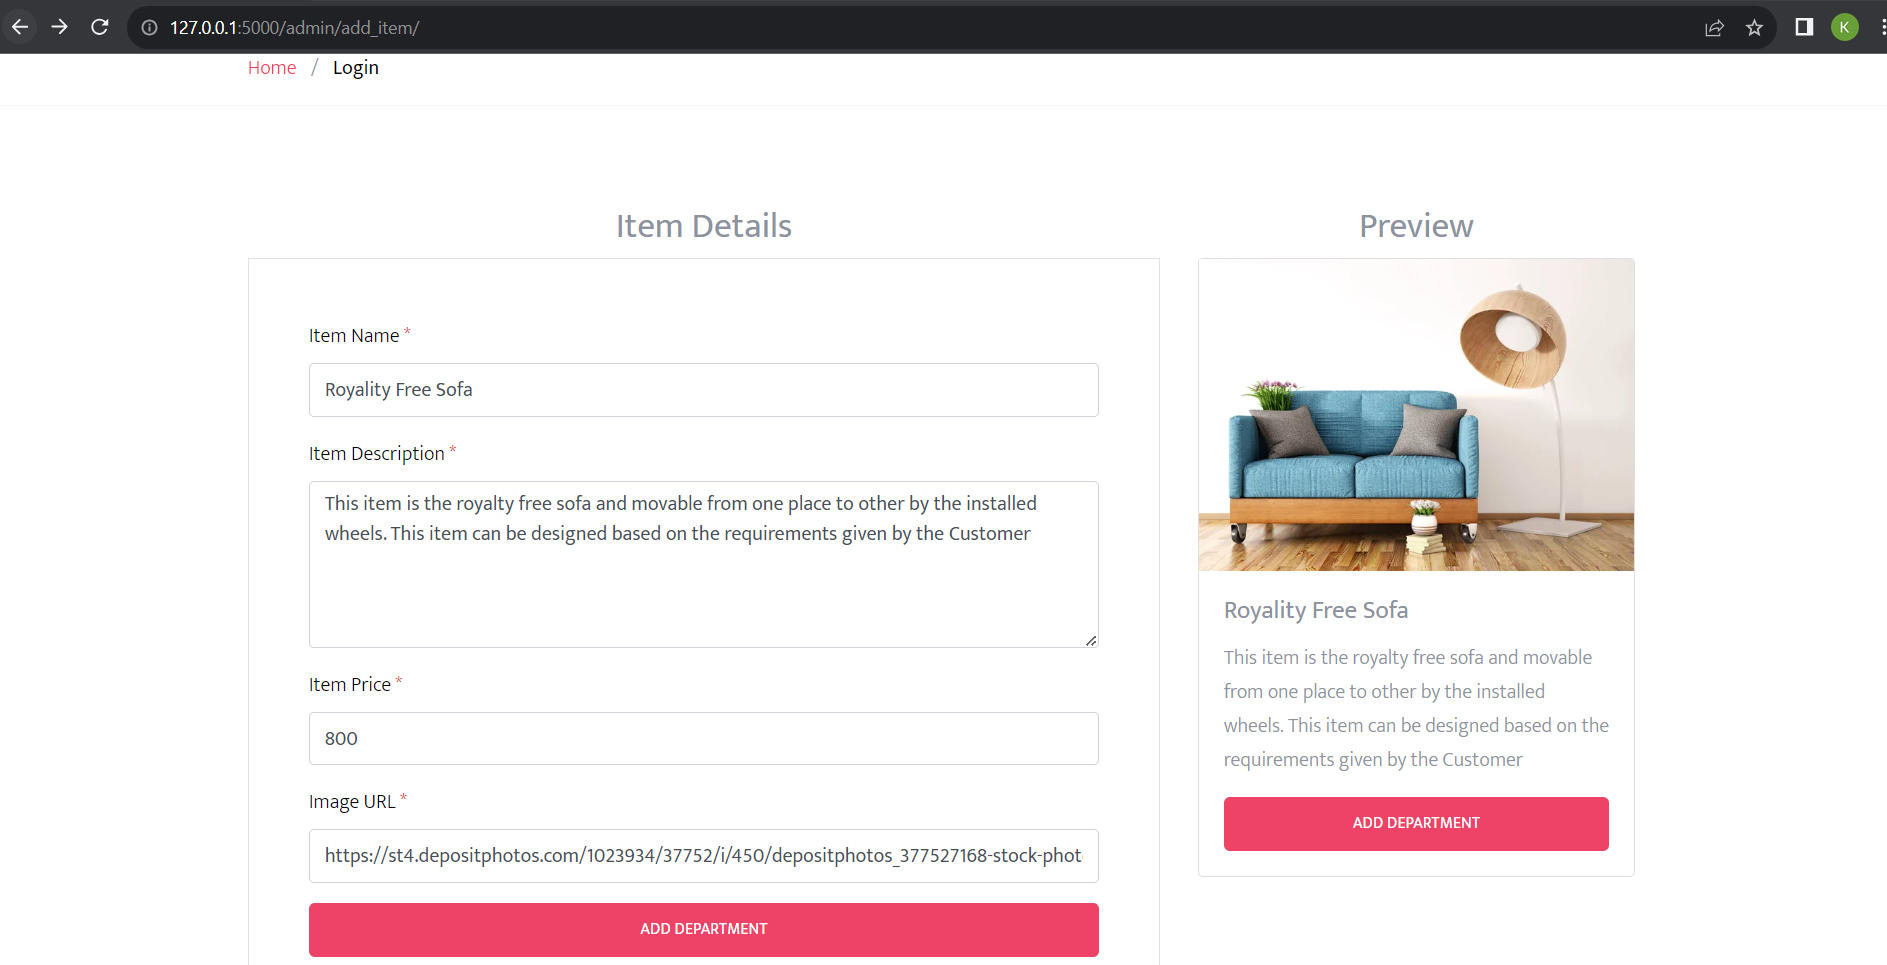 127.0.0.1:5000/admin/add_item/
K
Home / Login
Item Details
Item Name *
Royality Free Sofa
Item Description *
This item is the royalty free sofa and movable from one place to other by the installed
wheels. This item can be designed based on the requirements given by the Customer
Item Price *
800
Image URL *
https://st4.depositphotos.com/1023934/37752/i/450/depositphotos_377527168-stock-phot
ADD DEPARTMENT
Preview
Royality Free Sofa
This item is the royalty free sofa and movable
from one place to other by the installed
wheels. This item can be designed based on the
requirements given by the Customer
ADD DEPARTMENT